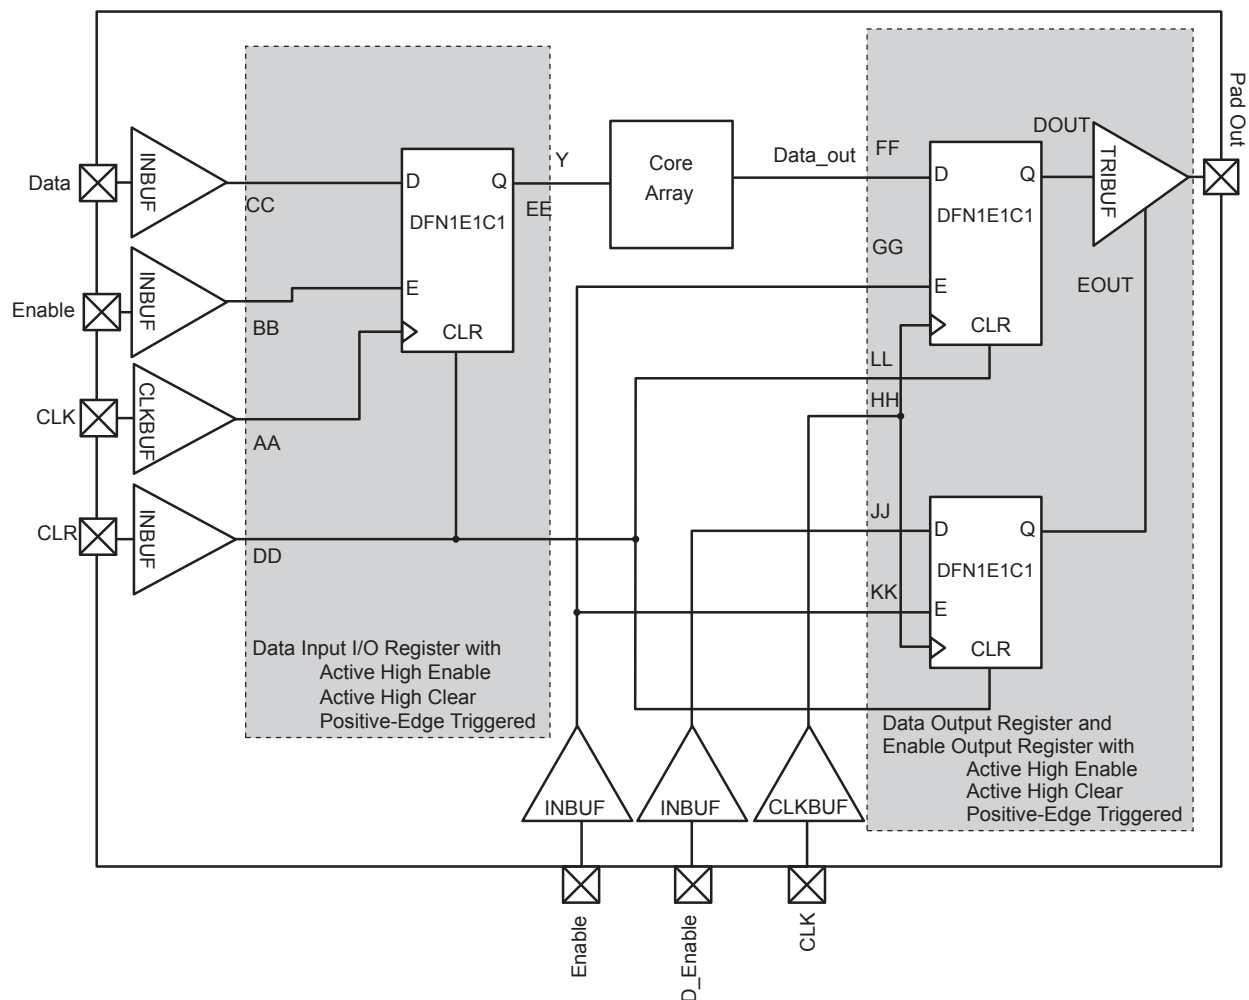 Pad Out
DOUT
INBUF
TRIBUF
Y
Core
Array
Data_out
FF
Data
D
Q
D
Q
CC
EE
DFN1E1C1
DFN1E1C1
GG
INBUF
EOUT
Enable
E
E
BB
CLR
CLR
LL
CLKBUF
HH
CLK
AA
INBUF
JJ
CLR
D
Q
DD
DFN1E1C1
KK
E
CLR
Data Input I/O Register with
Active High Enable
Active High Clear
Positive-Edge Triggered
Data Output Register and
Enable Output Register with
Active High Enable
Active High Clear
Positive-Edge Triggered
INBUF
INBUF
CLKBUF
Enable
D_Enable
CLK